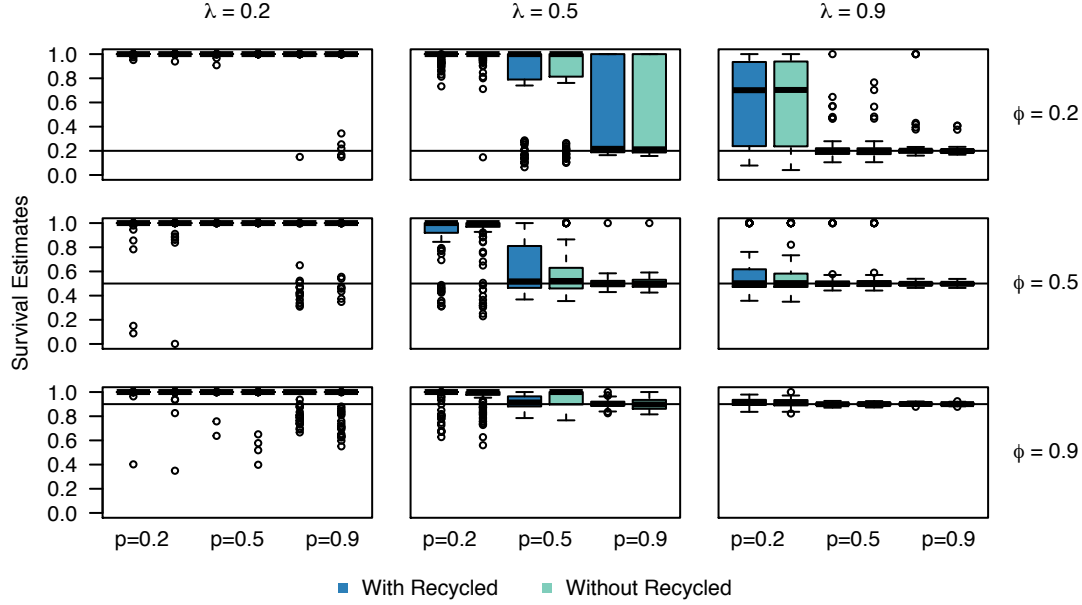 λ = 0.2 λ = 0.5 λ = 0.9
Survival Estimates
1.0
0.8
0.6
0.4
0.2
0.0
ϕ = 0.2
1.0
0.8
0.6
0.4
0.2
0.0
ϕ = 0.5
1.0
0.8
0.6
0.4
0.2
0.0
ϕ = 0.9
p=0.2 p=0.5 p=0.9 p=0.2 p=0.5 p=0.9 p=0.2 p=0.5 p=0.9
With Recycled Without Recycled